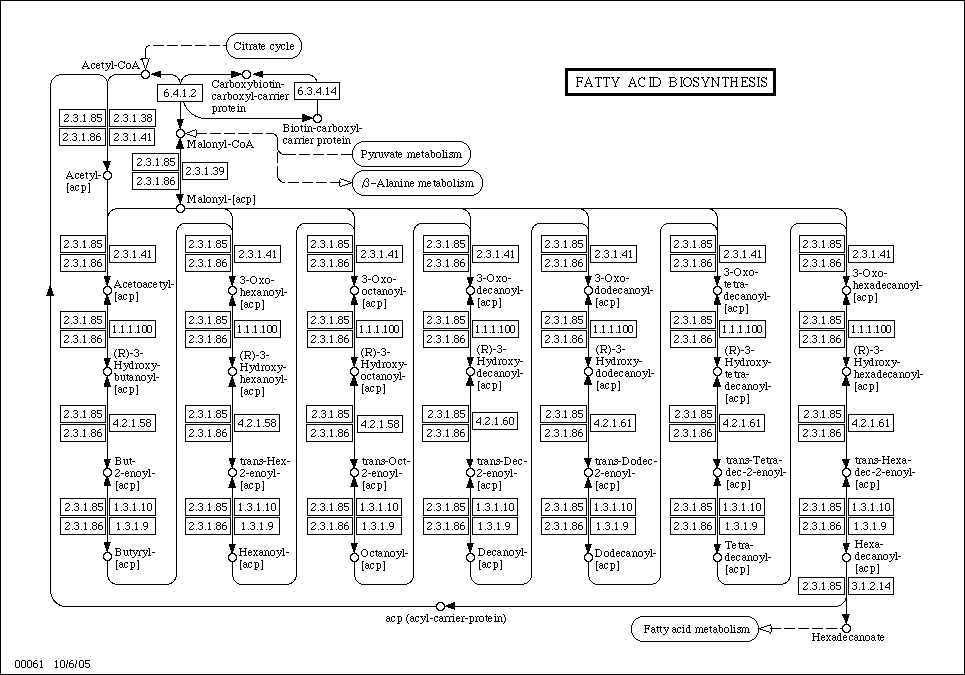 Citrate cycle
Acetyl-CoA
FATTY ACID BIOSYNTHESIS
6.4.1.2
Carboxybiotin-
carboxyl-carrier
protein
6.3.4.14
2.3.1.85
2.3.1.38
2.3.1.86
2.3.1.41
Biotin-carboxyl-
carrier protein
Malonyl-CoA
Pyruvate metabolism
2.3.1.85
2.3.1.86
2.3.1.39
Acetyl-
[acp]
β-Alanine metabolism
Malonyl-[acp]
2.3.1.85
2.3.1.86
2.3.1.41
2.3.1.85
2.3.1.86
2.3.1.41
2.3.1.85
2.3.1.86
2.3.1.41
2.3.1.85
2.3.1.86
2.3.1.41
2.3.1.85
2.3.1.86
2.3.1.41
2.3.1.85
2.3.1.86
2.3.1.41
2.3.1.85
2.3.1.86
2.3.1.41
Acetoacetyl-
[acp]
3-Oxo-
hexanoyl-
[acp]
3-Oxo-
octanoyl-
[acp]
3-Oxo-
decanoyl-
[acp]
3-Oxo-
dodecanoyl-
[acp]
3-Oxo-
tetra-
decanoyl-
[acp]
3-Oxo-
hexadecanoyl-
[acp]
2.3.1.85
2.3.1.86
1.1.1.100
2.3.1.85
2.3.1.86
1.1.1.100
2.3.1.85
2.3.1.86
1.1.1.100
2.3.1.85
2.3.1.86
1.1.1.100
2.3.1.85
2.3.1.86
1.1.1.100
2.3.1.85
2.3.1.86
1.1.1.100
2.3.1.85
2.3.1.86
1.1.1.100
(R)-3-
Hydroxy-
butanoyl-
[acp]
(R)-3-
Hydroxy-
hexanoyl-
[acp]
(R)-3-
Hydroxy-
octanoyl-
[acp]
(R)-3-
Hydroxy-
decanoyl-
[acp]
(R)-3-
Hydroxy-
dodecanoyl-
[acp]
(R)-3-
Hydroxy-
tetra-
decanoyl-
[acp]
(R)-3-
Hydroxy-
hexadecanoyl-
[acp]
2.3.1.85
2.3.1.86
4.2.1.58
2.3.1.85
2.3.1.86
4.2.1.58
2.3.1.85
2.3.1.86
4.2.1.58
2.3.1.85
2.3.1.86
4.2.1.60
2.3.1.85
2.3.1.86
4.2.1.61
2.3.1.85
2.3.1.86
4.2.1.61
2.3.1.85
2.3.1.86
4.2.1.61
But-
2-enoyl-
[acp]
trans-Hex-
2-enoyl-
[acp]
trans-Oct-
2-enoyl-
[acp]
trans-Dec-
2-enoyl-
[acp]
trans-Dodec-
2-enoyl-
[acp]
trans-Tetra-
dec-2-enoyl-
[acp]
trans-Hexa-
dec-2-enoyl-
[acp]
2.3.1.85
1.3.1.10
2.3.1.86
1.3.1.9
2.3.1.85
1.3.1.10
2.3.1.86
1.3.1.9
2.3.1.85
1.3.1.10
2.3.1.86
1.3.1.9
2.3.1.85
1.3.1.10
2.3.1.86
1.3.1.9
2.3.1.85
1.3.1.10
2.3.1.86
1.3.1.9
2.3.1.85
1.3.1.10
2.3.1.86
1.3.1.9
2.3.1.85
1.3.1.10
2.3.1.86
1.3.1.9
Butyryl-
[acp]
Hexanoyl-
[acp]
Octanoyl-
[acp]
Decanoyl-
[acp]
Dodecanoyl-
[acp]
Tetra-
decanoyl-
[acp]
Hexa-
decanoyl-
[acp]
2.3.1.85
3.1.2.14
acp (acyl-carrier-protein)
Fatty acid metabolism
Hexadecanoate
00061 10/6/05